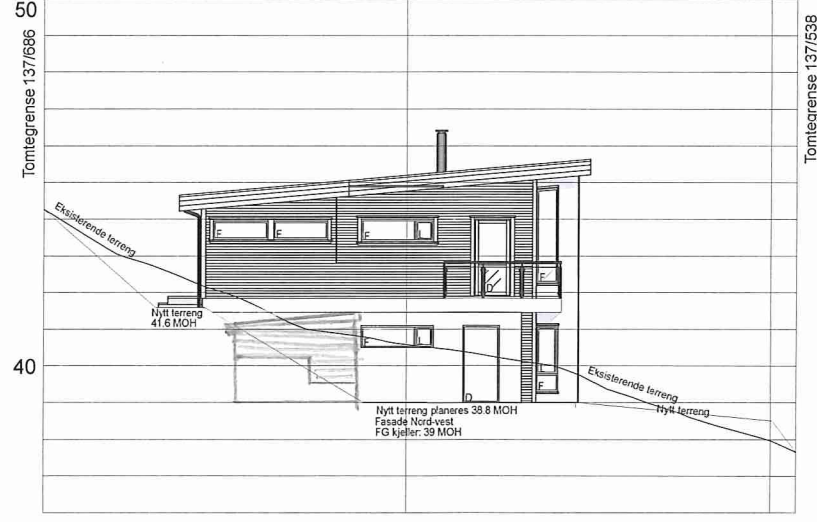 50
Tomtegrense 137/686
Tomtegrense 137/538
Eksisterende terreng
F
F
F
L
D
F
Nytt terreng
41.6 MOH
F
L
40
D
F
Eksisterende terreng
Nytt terreng
Nytt terreng planeres 38.8 MOH
Fasade Nord-vest
FG kjeller: 39 MOH